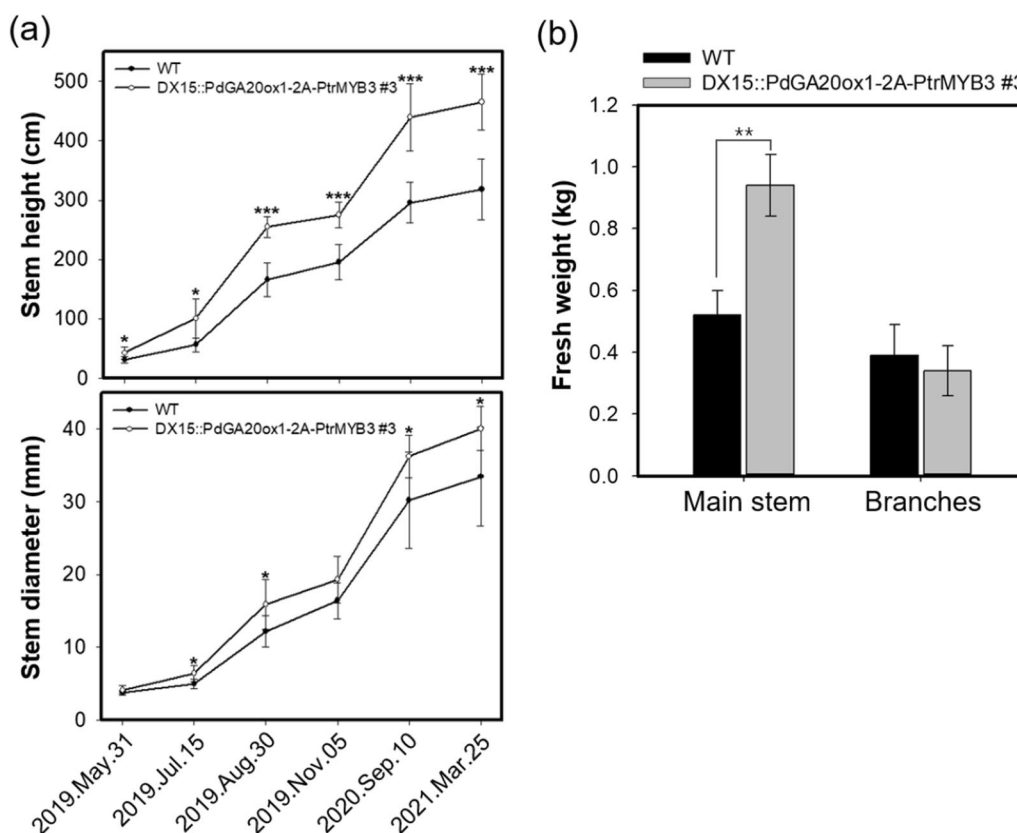 (a)
WT
DX15::PdGA20ox1-2A-PtrMYB3 #3
Stem height (cm)
500
400
300
200
100
0
*
*
***
***
***
***
WT
DX15::PdGA20ox1-2A-PtrMYB3 #3
Stem diameter (mm)
40
30
20
10
0
*
*
*
*
2019.May.31
2019.Jul.15
2019.Aug.30
2019.Nov.05
2020.Sep.10
2021.Mar.25
(b)
WT
DX15::PdGA20ox1-2A-PtrMYB3 #3
Fresh weight (kg)
1.2
1.0
0.8
0.6
0.4
0.2
0.0
**
Main stem
Branches